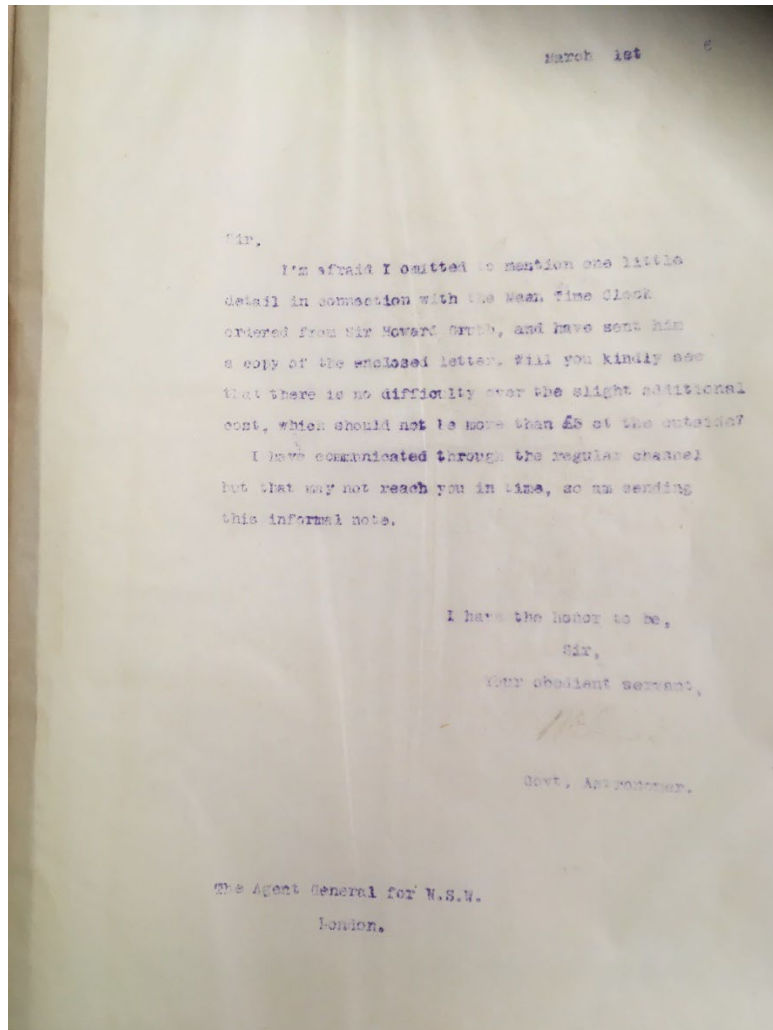 March 1st 6
Sir,
I'm afraid I omitted to mention one little
detail in connection with the Mean Time Clock
ordered from Sir Howard Grubb, and have sent him
a copy of the enclosed letter. Will you kindly see
that there is no difficulty over the slight additional
cost, which should not be more than £5 at the outside?
I have communicated through the regular channel
but that may not reach you in time, so am sending
this informal note.
I have the honor to be,
Sir,
Your obedient servant,
Govt. Astronomer.
The Agent General for N.S.W.
London.